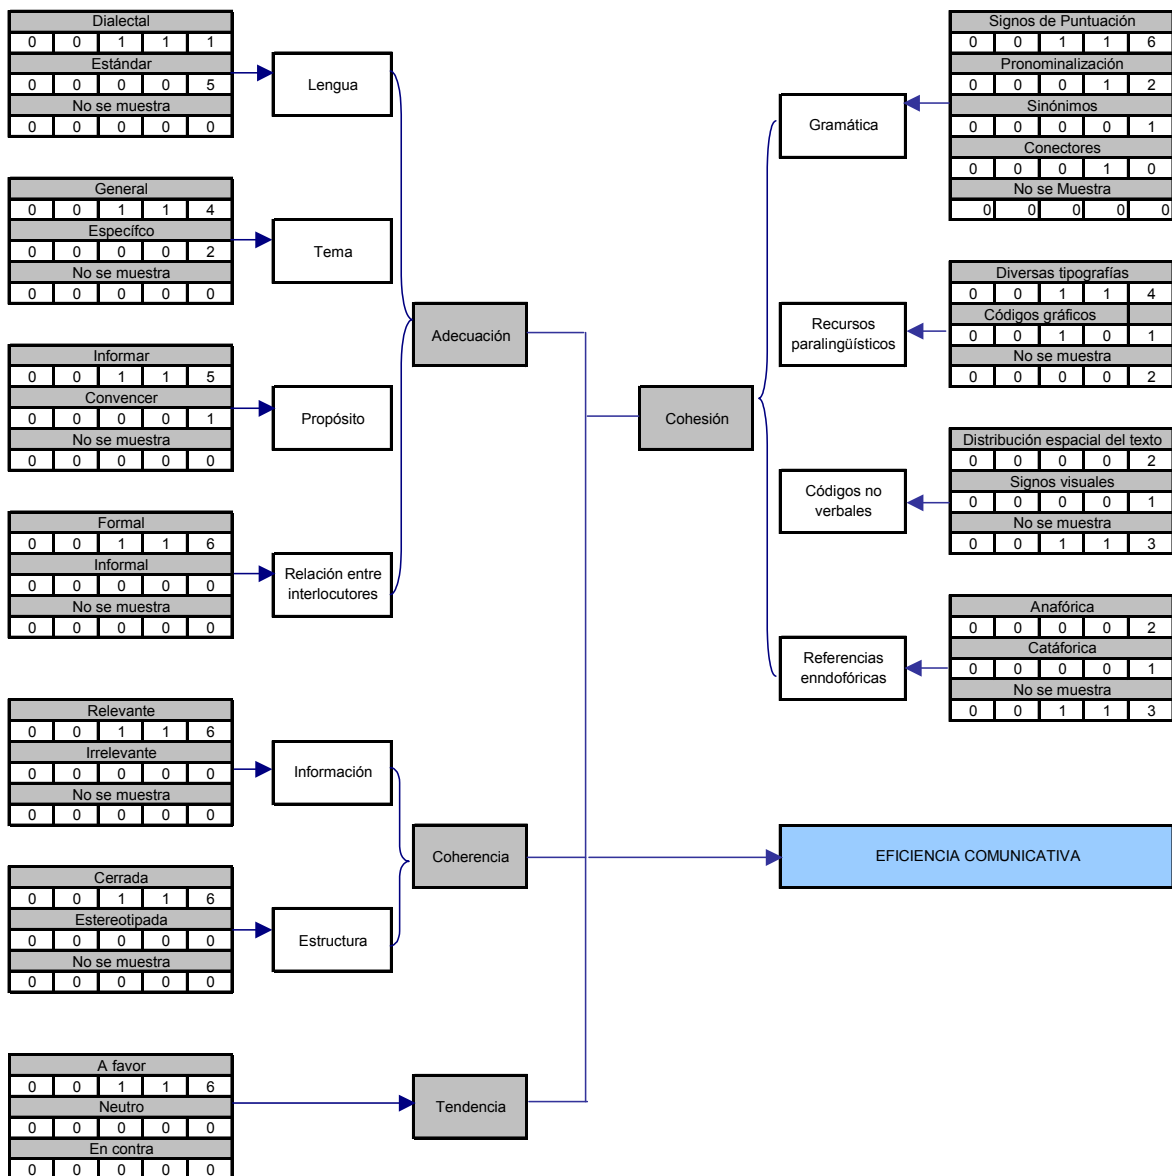 Dialectal
0 0 1 1 1
Estándar
0 0 0 0 5
No se muestra
0 0 0 0 0
Lengua
General
0 0 1 1 4
Específco
0 0 0 0 2
No se muestra
0 0 0 0 0
Tema
Informar
0 0 1 1 5
Convencer
0 0 0 0 1
No se muestra
0 0 0 0 0
Propósito
Formal
0 0 1 1 6
Informal
0 0 0 0 0
No se muestra
0 0 0 0 0
Relación entre
interlocutores
Adecuación
Relevante
0 0 1 1 6
Irrelevante
0 0 0 0 0
No se muestra
0 0 0 0 0
Información
Cerrada
0 0 1 1 6
Estereotipada
0 0 0 0 0
No se muestra
0 0 0 0 0
Estructura
Coherencia
A favor
0 0 1 1 6
Neutro
0 0 0 0 0
En contra
0 0 0 0 0
Tendencia
Cohesión
Gramática
Signos de Puntuación
0 0 1 1 6
Pronominalización
0 0 0 1 2
Sinónimos
0 0 0 0 1
Conectores
0 0 0 1 0
No se Muestra
0 0 0 0 0
Recursos
paralingüísticos
Diversas tipografías
0 0 1 1 4
Códigos gráficos
0 0 1 0 1
No se muestra
0 0 0 0 2
Códigos no
verbales
Distribución espacial del texto
0 0 0 0 2
Signos visuales
0 0 0 0 1
No se muestra
0 0 1 1 3
Referencias
enndofóricas
Anafórica
0 0 0 0 2
Catáforica
0 0 0 0 1
No se muestra
0 0 1 1 3
EFICIENCIA COMUNICATIVA